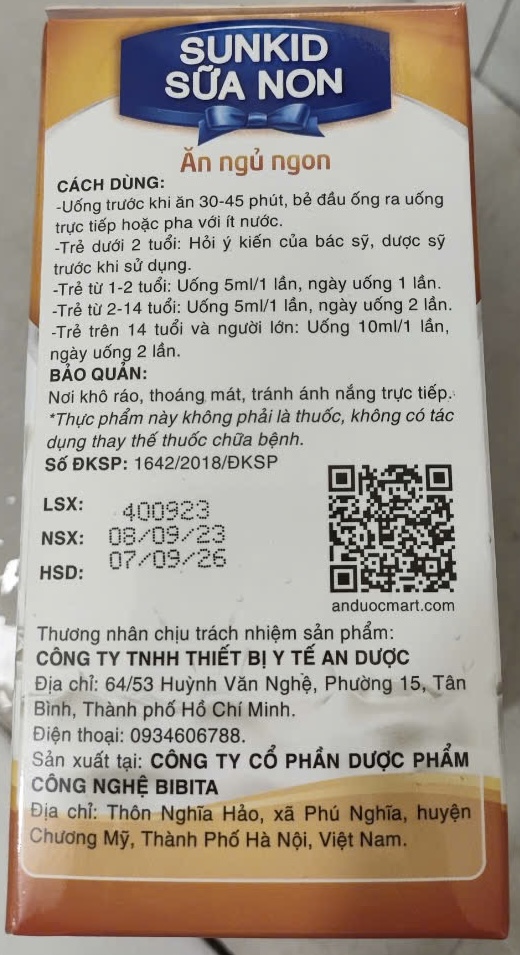 SUNKID
SỮA NON
Ăn ngủ ngon
CÁCH DÙNG:
-Uống trước khi ăn 30-45 phút, bẻ đầu ống ra uống
trực tiếp hoặc pha với ít nước.
-Trẻ dưới 2 tuổi: Hỏi ý kiến của bác sỹ, dược sỹ
trước khi sử dụng.
-Trẻ từ 1-2 tuổi: Uống 5ml/1 lần, ngày uống 1 lần.
-Trẻ từ 2-14 tuổi: Uống 5ml/1 lần, ngày uống 2 lần.
-Trẻ trên 14 tuổi và người lớn: Uống 10ml/1 lần,
ngày uống 2 lần.
BẢO QUẢN:
Nơi khô ráo, thoáng mát, tránh ánh nắng trực tiếp.
*Thực phẩm này không phải là thuốc, không có tác
dụng thay thế thuốc chữa bệnh.
Số ĐKSP: 1642/2018/ĐKSP
LSX: 400923
NSX: 08/09/23
HSD: 07/09/26
anduocmart.com
Thương nhân chịu trách nhiệm sản phẩm:
CÔNG TY TNHH THIẾT BỊ Y TẾ AN DƯỢC
Địa chỉ: 64/53 Huỳnh Văn Nghệ, Phường 15, Tân
Bình, Thành phố Hồ Chí Minh.
Điện thoại: 0934606788.
Sản xuất tại: CÔNG TY CỔ PHẦN DƯỢC PHẨM
CÔNG NGHỆ BIBITA
Địa chỉ: Thôn Nghĩa Hảo, xã Phú Nghĩa, huyện
Chương Mỹ, Thành Phố Hà Nội, Việt Nam.